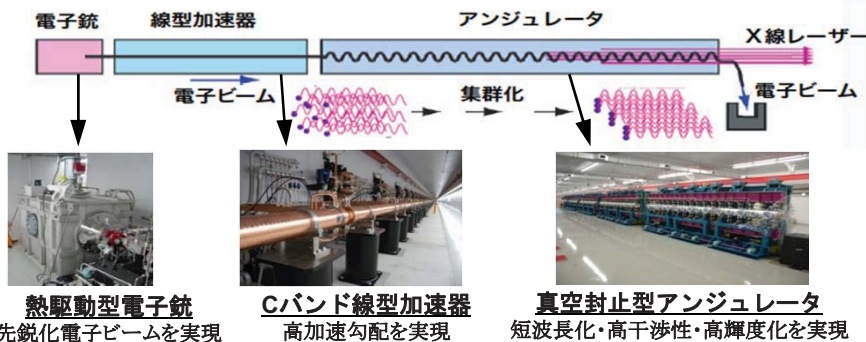 電子銃
線型加速器
アンジュレータ
X線レーザー
電子ビーム
集群化
電子ビーム
熱駆動型電子銃
先鋭化電子ビームを実現
Cバンド線型加速器
高加速勾配を実現
真空封止型アンジュレータ
短波長化・高干渉性・高輝度化を実現